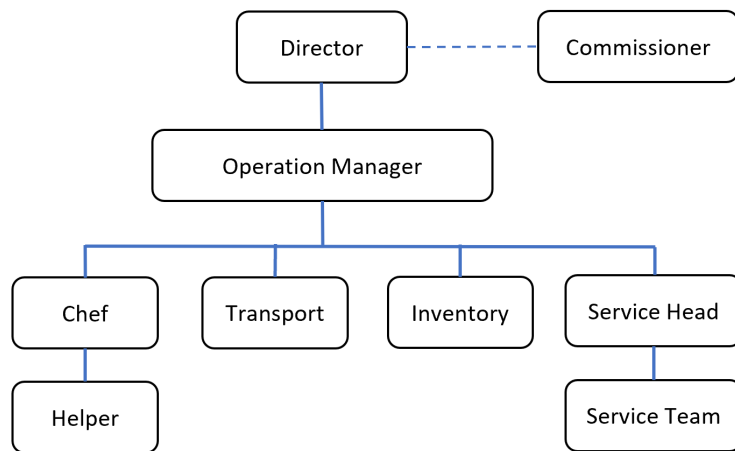 Director
Commissioner
Operation Manager
Chef
Transport
Inventory
Service Head
Helper
Service Team